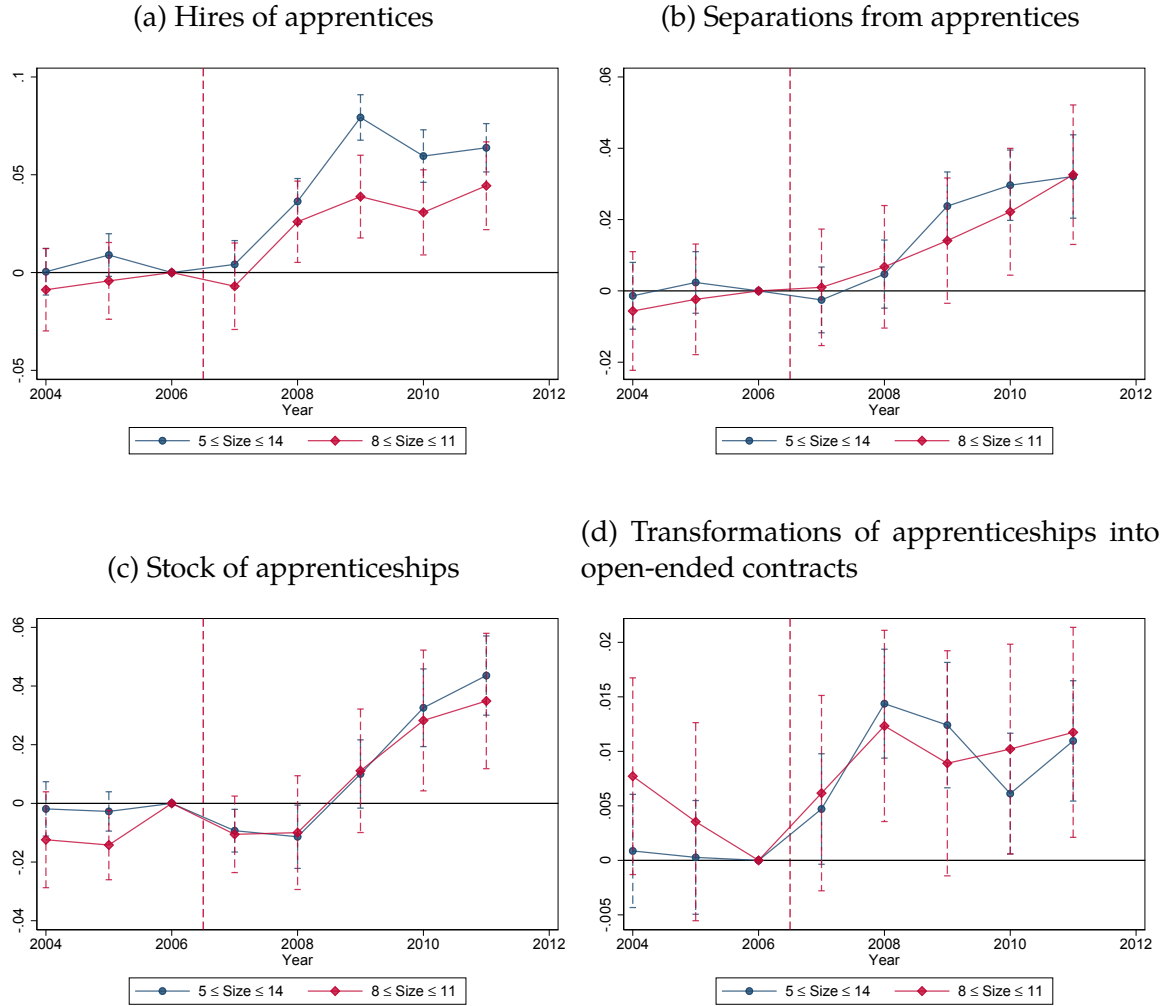 (a) Hires of apprentices
.1
.05
0
-.05
2004 2006 2008 2010 2012
Year
5 ≤ Size ≤ 14 8 ≤ Size ≤ 11
(b) Separations from apprentices
.06
.04
.02
0
-.02
2004 2006 2008 2010 2012
Year
5 ≤ Size ≤ 14 8 ≤ Size ≤ 11
(c) Stock of apprenticeships
.06
.04
.02
0
-.02
-.04
2004 2006 2008 2010 2012
Year
5 ≤ Size ≤ 14 8 ≤ Size ≤ 11
(d) Transformations of apprenticeships into
open-ended contracts
.02
.015
.01
.005
0
-.005
2004 2006 2008 2010 2012
Year
5 ≤ Size ≤ 14 8 ≤ Size ≤ 11